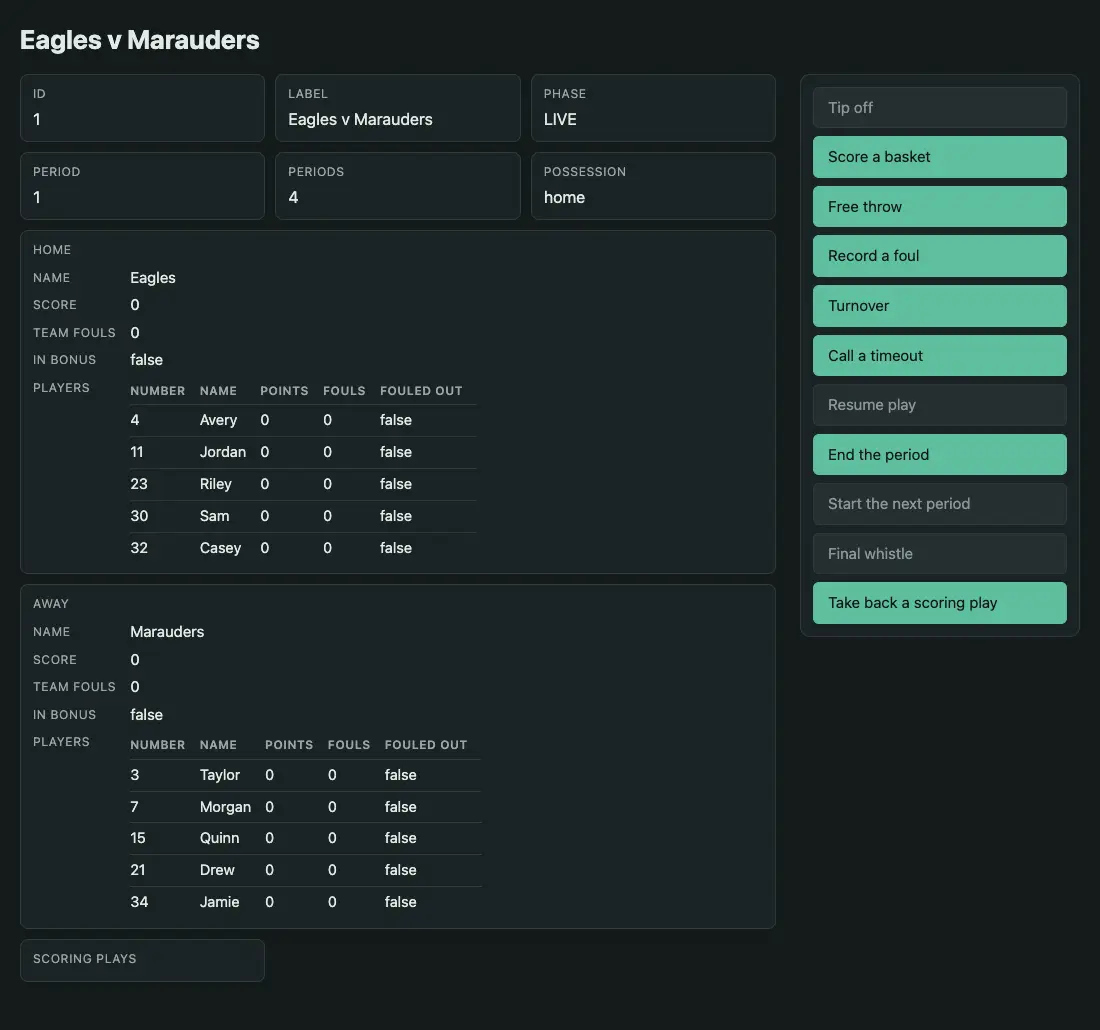 Eagles v Marauders
ID
1
LABEL
Eagles v Marauders
PHASE
LIVE
PERIOD
1
PERIODS
4
POSSESSION
home
HOME
NAME Eagles
SCORE 0
TEAM FOULS 0
IN BONUS false
PLAYERS
NUMBER NAME POINTS FOULS FOULED OUT
4 Avery 0 0 false
11 Jordan 0 0 false
23 Riley 0 0 false
30 Sam 0 0 false
32 Casey 0 0 false
AWAY
NAME Marauders
SCORE 0
TEAM FOULS 0
IN BONUS false
PLAYERS
NUMBER NAME POINTS FOULS FOULED OUT
3 Taylor 0 0 false
7 Morgan 0 0 false
15 Quinn 0 0 false
21 Drew 0 0 false
34 Jamie 0 0 false
SCORING PLAYS
Tip off
Score a basket
Free throw
Record a foul
Turnover
Call a timeout
Resume play
End the period
Start the next period
Final whistle
Take back a scoring play